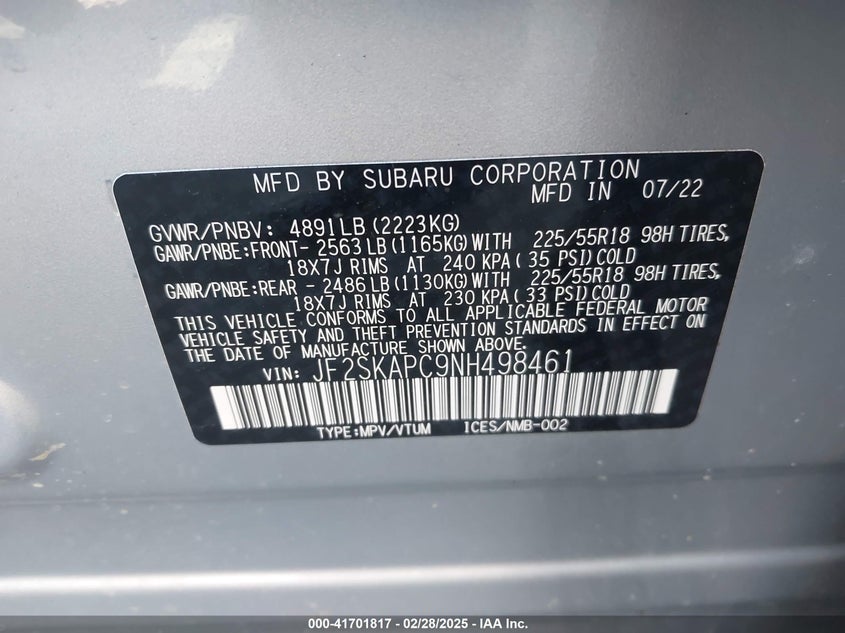 MFD BY SUBARU CORPORATION
MFD IN 07/22
GVWR/PNBV: 4891LB (2223KG)
GAWR/PNBE:FRONT- 2563LB (1165KG) WITH 225/55R18 98H TIRES,
18X7J RIMS AT 240 KPA( 35 PSI) COLD
GAWR/PNBE:REAR - 2486LB (1130KG) WITH 225/55R18 98H TIRES,
18X7J RIMS AT 230 KPA( 33 PSI) COLD
THIS VEHICLE CONFORMS TO ALL APPLICABLE FEDERAL MOTOR
VEHICLE SAFETY AND THEFT PREVENTION STANDARDS IN EFFECT ON
THE DATE OF MANUFACTURE SHOWN ABOVE.
VIN: JF2SKAPC9NH498461
TYPE:MPV/VTUM ICES/NMB-002
000-41701817 - 02/28/2025 - IAA Inc.